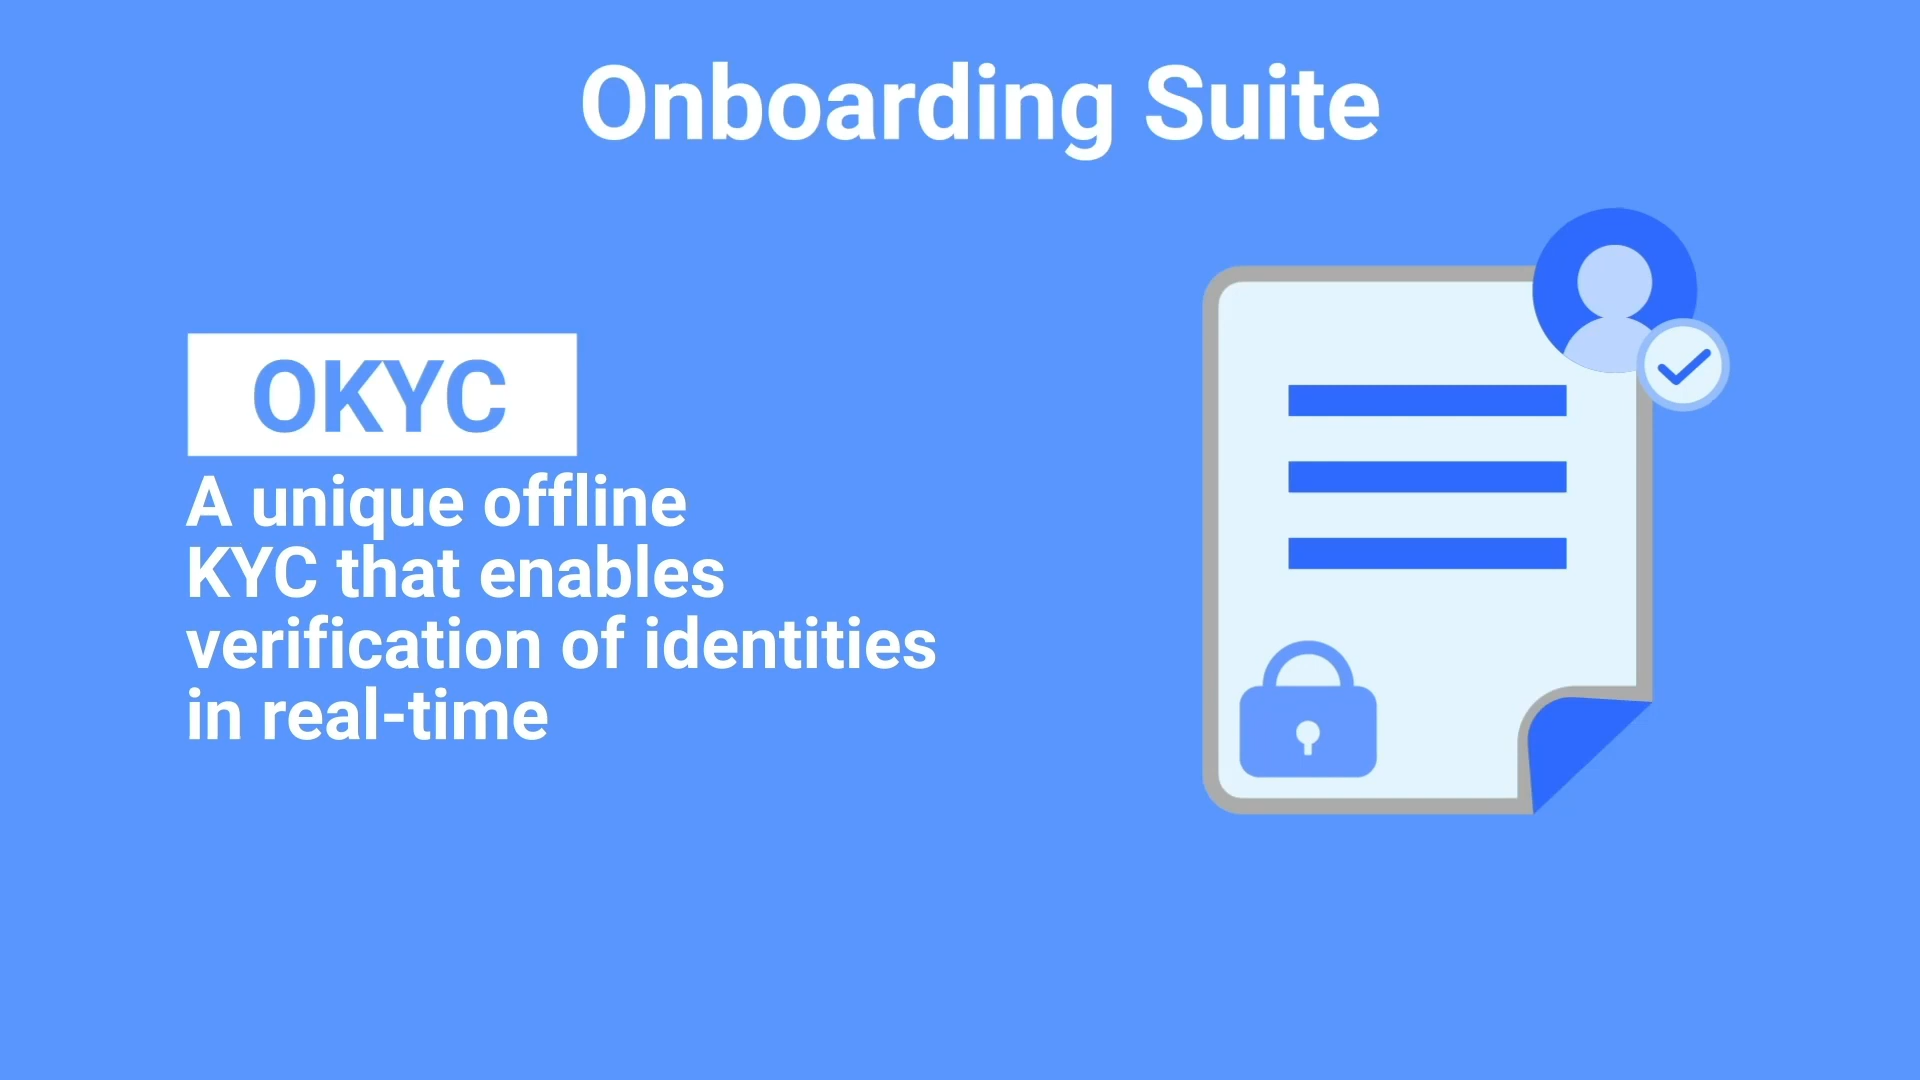 Onboarding Suite
OKYC
A unique offline
KYC that enables
verification of identities
in real-time